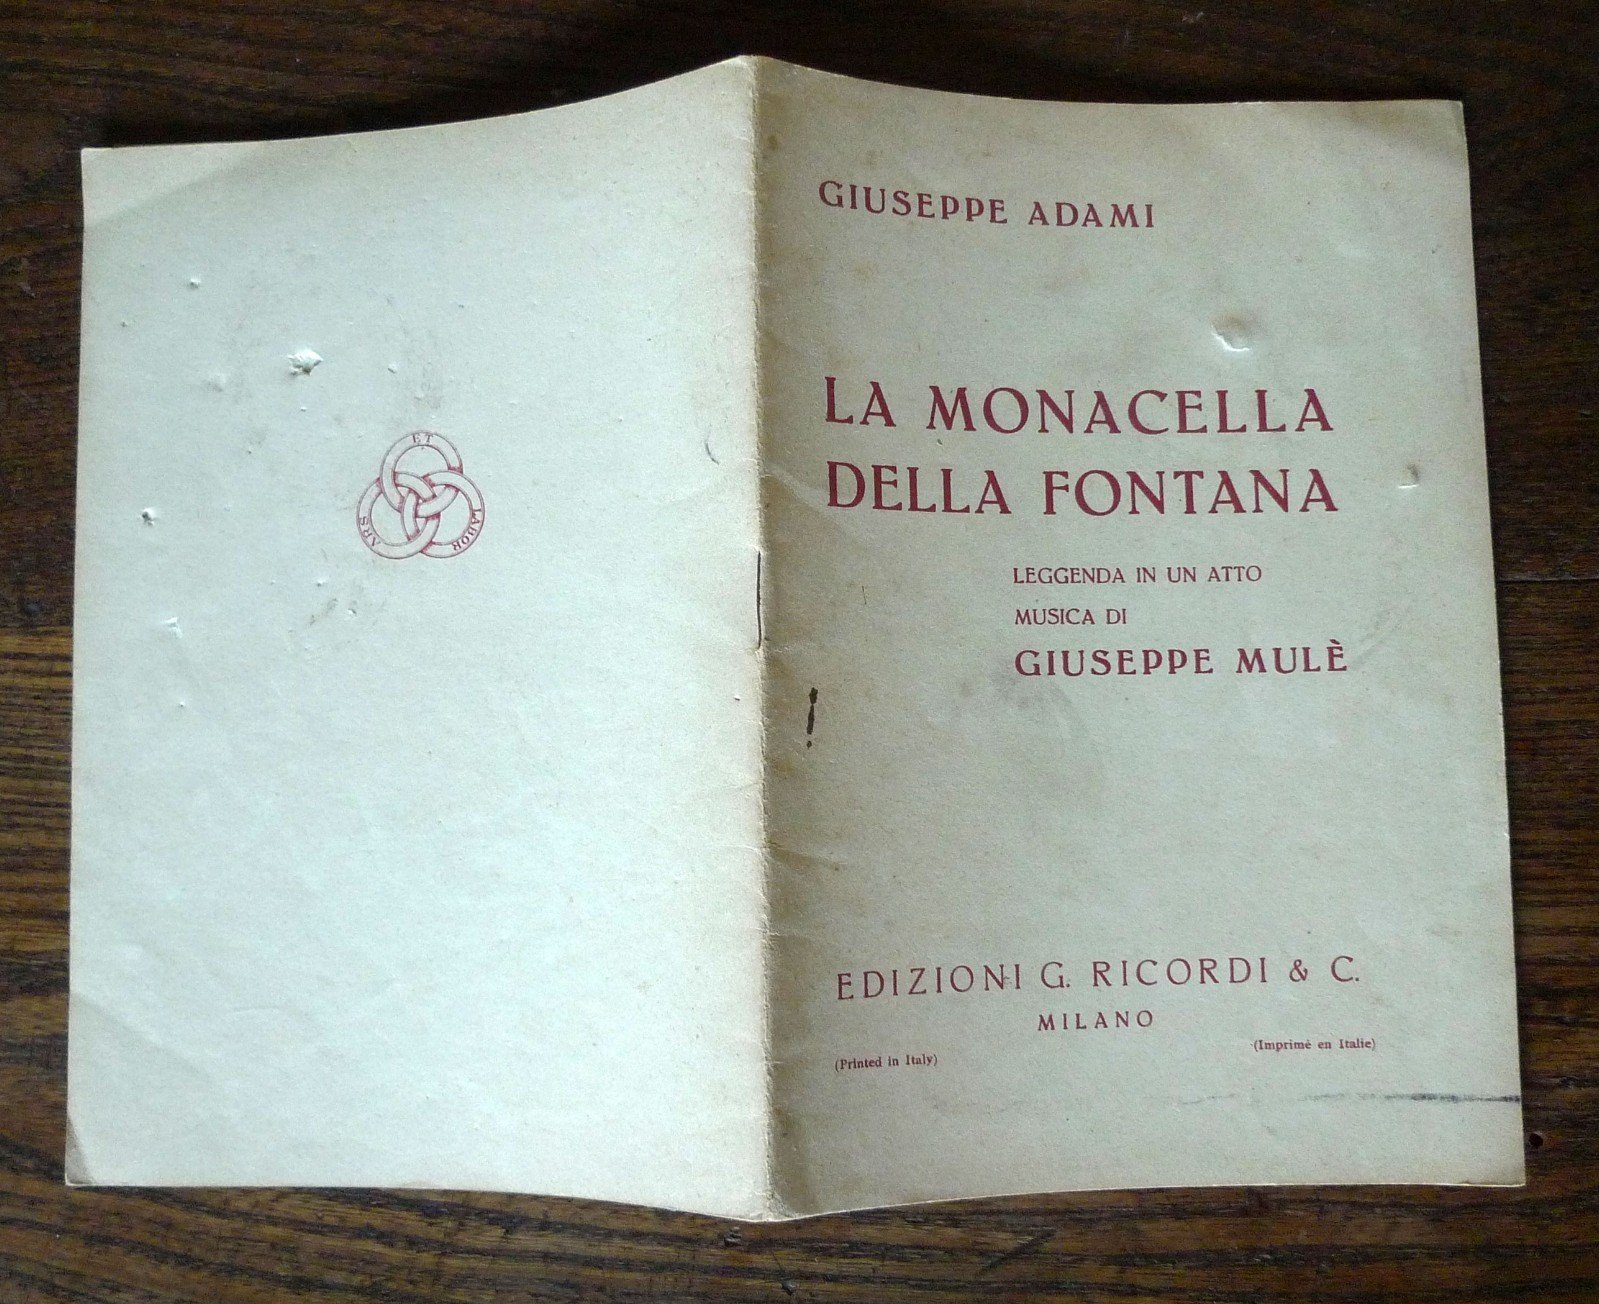 ARS ET LABOR
GIUSEPPE ADAMI
LA MONACELLA
DELLA FONTANA
LEGGENDA IN UN ATTO
MUSICA DI
GIUSEPPE MULÈ
EDIZIONI G. RICORDI & C.
MILANO
(Printed in Italy)
(Imprimé en Italie)